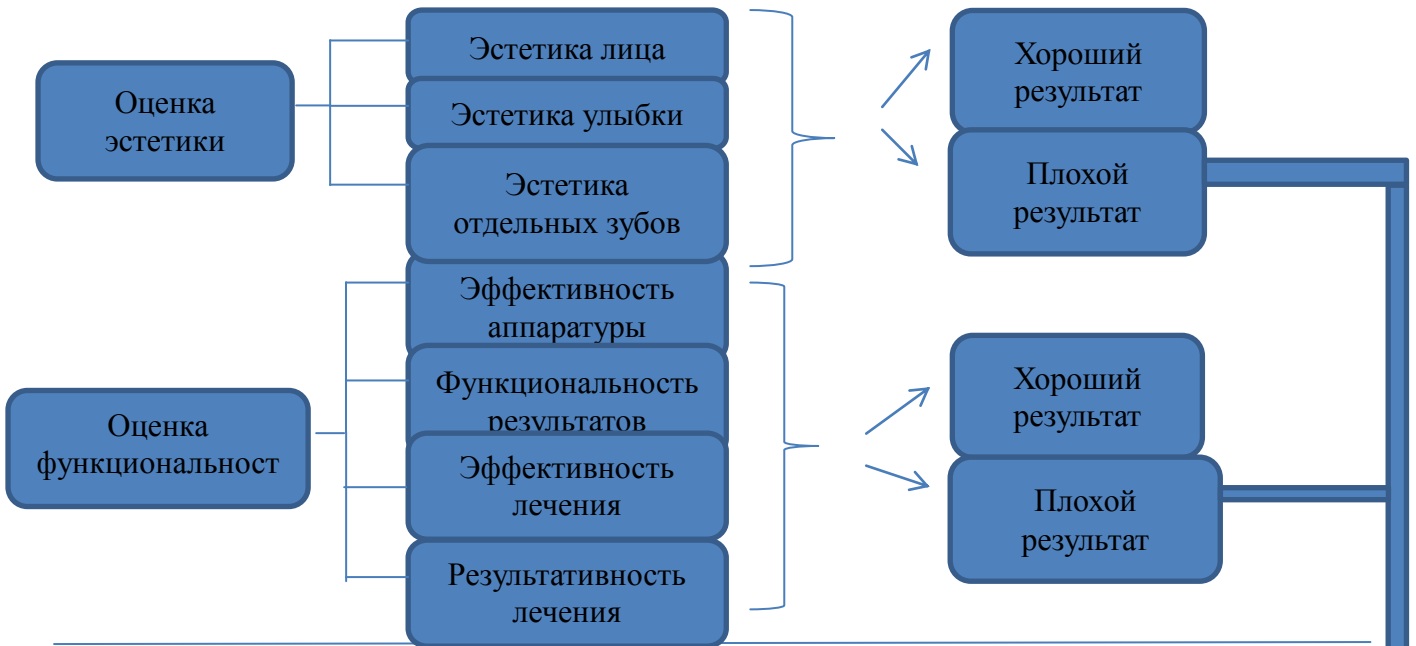 Оценка
эстетики
Эстетика лица
Эстетика улыбки
Эстетика
отдельных зубов
Хороший
результат
Плохой
результат
Оценка
функциональност
Эффективность
аппаратуры
Функциональность
результатов
Эффективность
лечения
Результативность
лечения
Хороший
результат
Плохой
результат